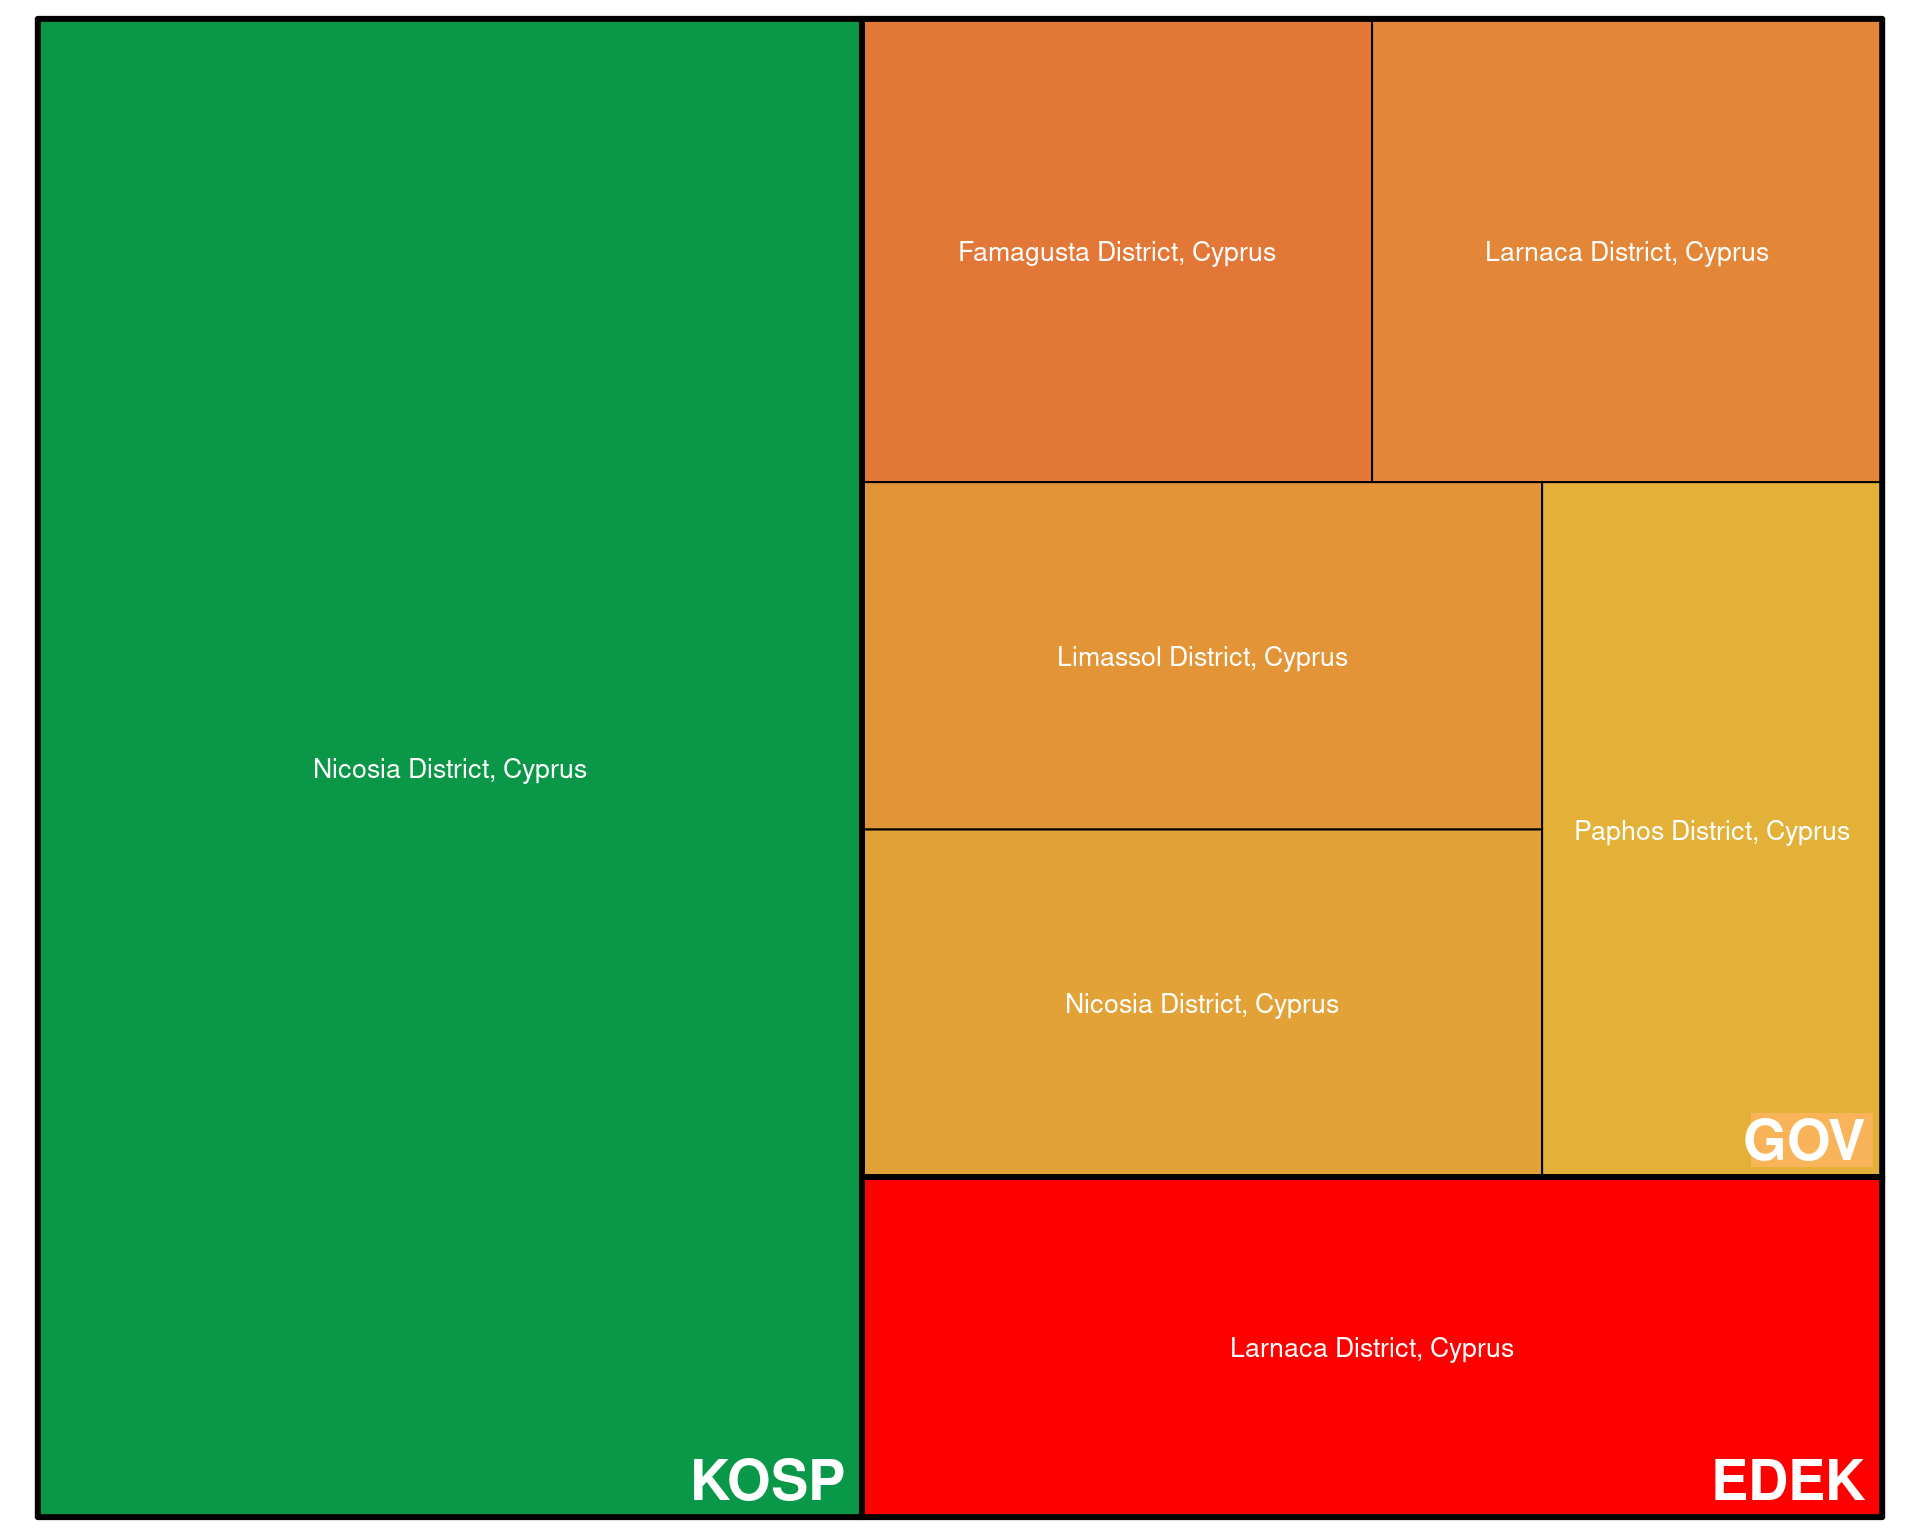 Nicosia District, Cyprus
KOSP
Famagusta District, Cyprus
Larnaca District, Cyprus
Limassol District, Cyprus
Nicosia District, Cyprus
Paphos District, Cyprus
GOV
Larnaca District, Cyprus
EDEK